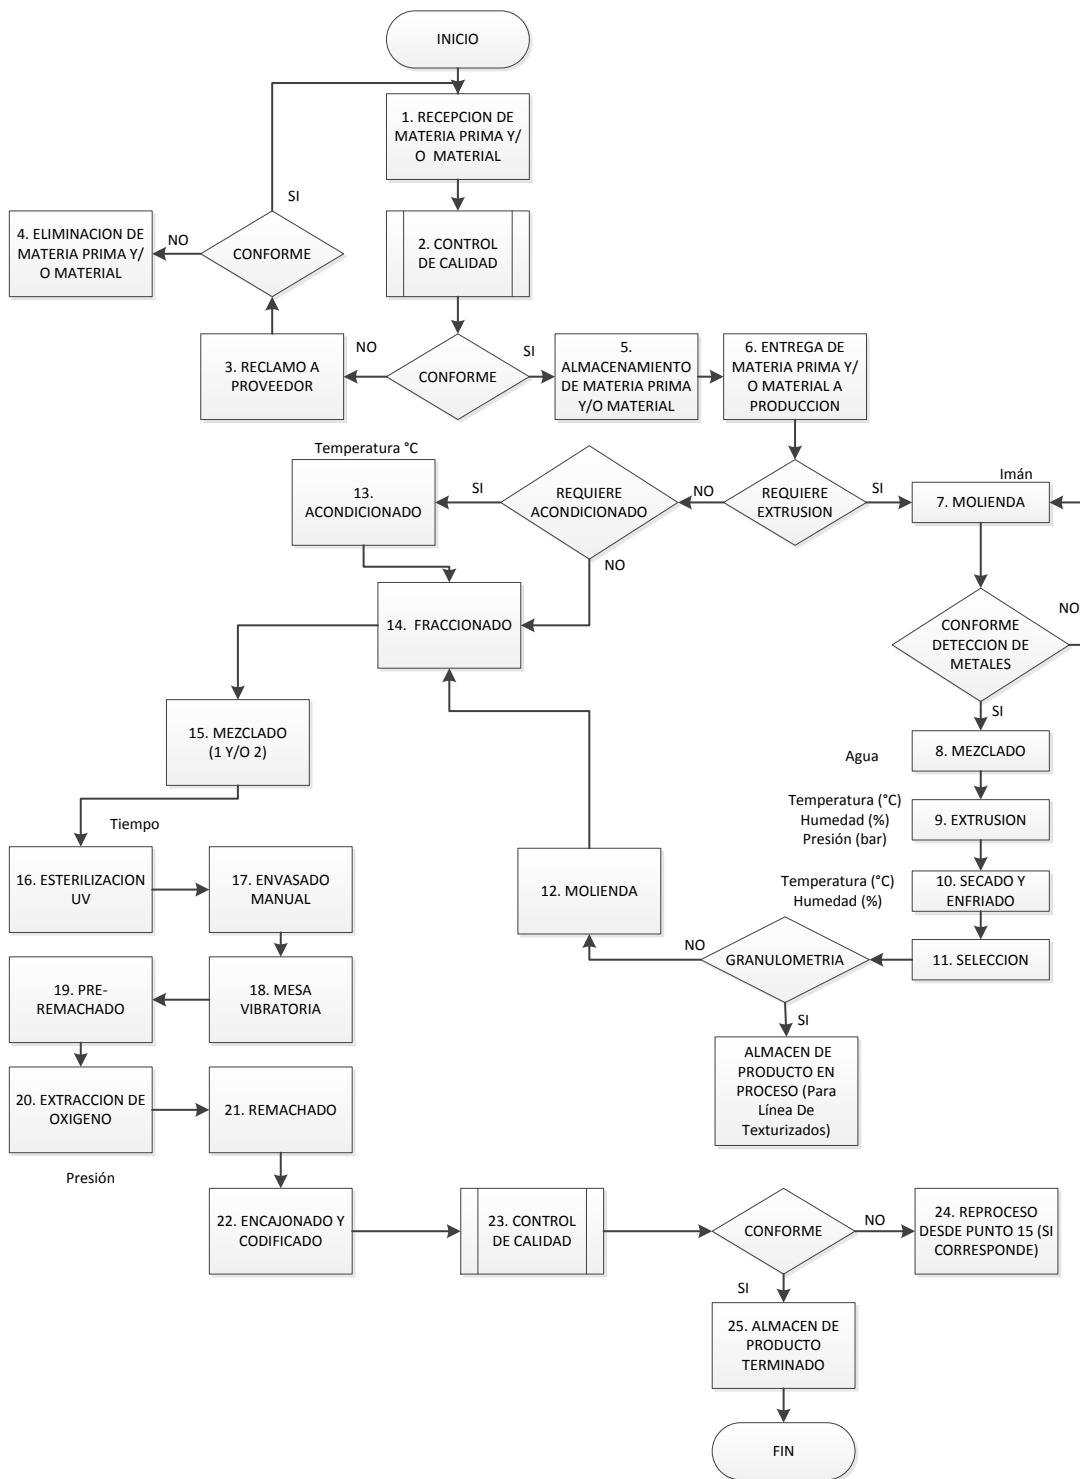 INICIO
1. RECEPCION DE
MATERIA PRIMA Y/
O MATERIAL
SI
4. ELIMINACION DE
MATERIA PRIMA Y/
O MATERIAL
NO
CONFORME
2. CONTROL
DE CALIDAD
3. RECLAMO A
PROVEEDOR
NO
CONFORME
SI
5.
ALMACENAMIENTO
DE MATERIA PRIMA
Y/O MATERIAL
6. ENTREGA DE
MATERIA PRIMA Y/
O MATERIAL A
PRODUCCION
Temperatura °C
13.
ACONDICIONADO
SI
REQUIERE
ACONDICIONADO
NO
REQUIERE
EXTRUSION
SI
Imán
7. MOLIENDA
NO
14. FRACCIONADO
CONFORME
DETECCION DE
METALES
NO
SI
15. MEZCLADO
(1 Y/O 2)
Agua
8. MEZCLADO
Temperatura (°C)
Humedad (%)
Presión (bar)
9. EXTRUSION
Tiempo
16. ESTERILIZACION
UV
17. ENVASADO
MANUAL
12. MOLIENDA
Temperatura (°C)
Humedad (%)
10. SECADO Y
ENFRIADO
NO
GRANULOMETRIA
11. SELECCION
19. PRE-
REMACHADO
18. MESA
VIBRATORIA
SI
ALMACEN DE
PRODUCTO EN
PROCESO (Para
Línea De
Texturizados)
20. EXTRACCION DE
OXIGENO
21. REMACHADO
Presión
22. ENCAJONADO Y
CODIFICADO
23. CONTROL
DE CALIDAD
CONFORME
NO
24. REPROCESO
DESDE PUNTO 15 (SI
CORRESPONDE)
SI
25. ALMACEN DE
PRODUCTO
TERMINADO
FIN